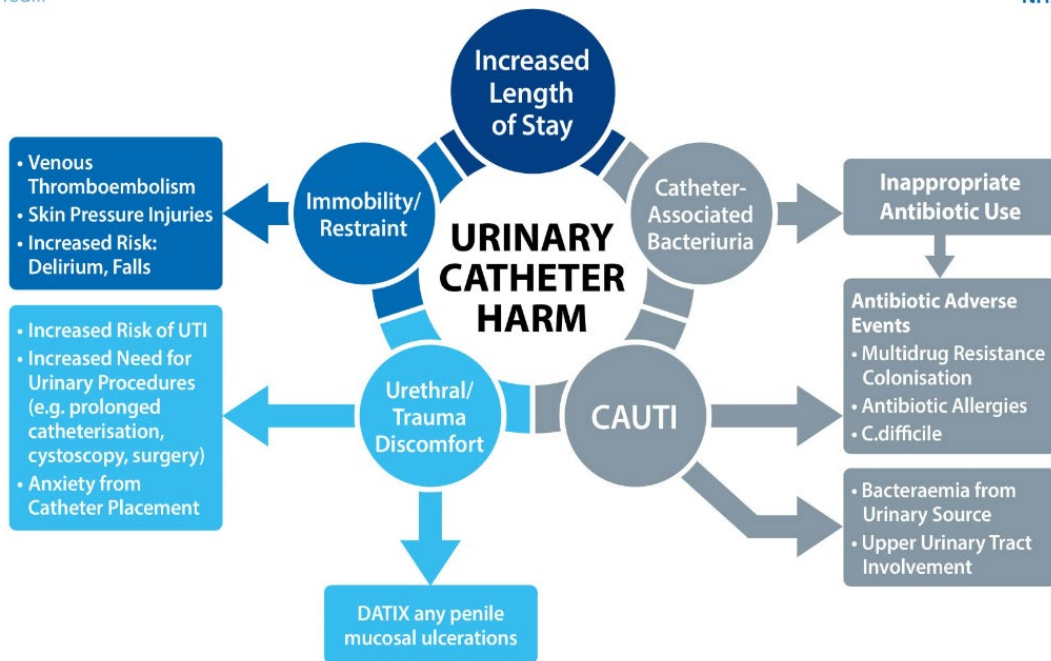 Increased
Length
of Stay
Immobility/
Restraint
• Venous
Thromboembolism
• Skin Pressure Injuries
• Increased Risk:
Delirium, Falls
Catheter-
Associated
Bacteriuria
Inappropriate
Antibiotic Use
URINARY
CATHETER
HARM
Antibiotic Adverse
Events
• Multidrug Resistance
Colonisation
• Antibiotic Allergies
• C.difficile
• Increased Risk of UTI
• Increased Need for
Urinary Procedures
(e.g. prolonged
catheterisation,
cystoscopy, surgery)
• Anxiety from
Catheter Placement
Urethral/
Trauma
Discomfort
CAUTI
• Bacteraemia from
Urinary Source
• Upper Urinary Tract
Involvement
DATIX any penile
mucosal ulcerations